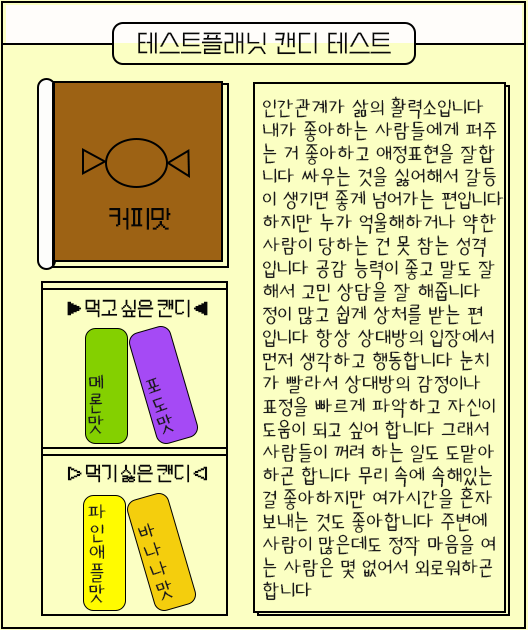 테스트플래닛 캔디 테스트
커피맛
▶먹고 싶은 캔디◀
메론맛
포도맛
▷먹기 싫은 캔디◁
파인애플맛
바나나맛
인간관계가 삶의 활력소입니다
내가 좋아하는 사람들에게 퍼주
는 거 좋아하고 애정표현을 잘합
니다 싸우는 것을 싫어해서 갈등
이 생기면 좋게 넘어가는 편입니다
하지만 누가 억울해하거나 약한
사람이 당하는 건 못 참는 성격
입니다 공감 능력이 좋고 말도 잘
해서 고민 상담을 잘 해줍니다
정이 많고 쉽게 상처를 받는 편
입니다 항상 상대방의 입장에서
먼저 생각하고 행동합니다 눈치
가 빨라서 상대방의 감정이나
표정을 빠르게 파악하고 자신이
도움이 되고 싶어 합니다 그래서
사람들이 꺼려 하는 일도 도맡아
하곤 합니다 무리 속에 속해있는
걸 좋아하지만 여가시간을 혼자
보내는 것도 좋아합니다 주변에
사람이 많은데도 정작 마음을 여
는 사람은 몇 없어서 외로워하곤
합니다